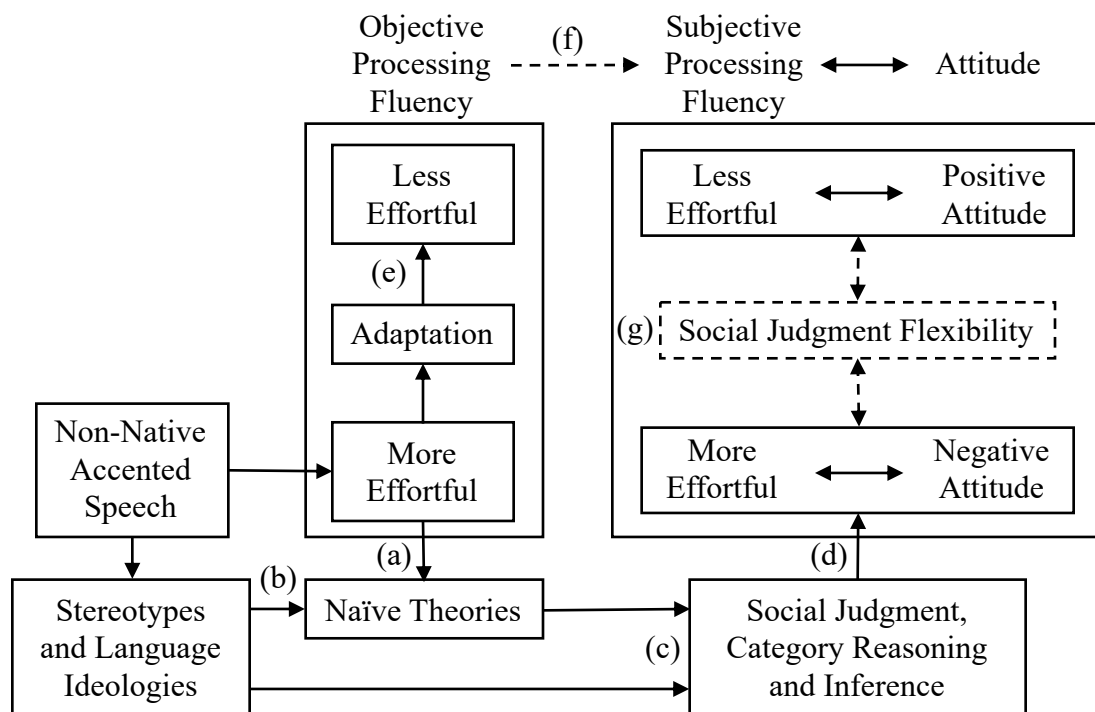 Objective
Processing
Fluency
(f)
Subjective
Processing
Fluency
Attitude
Less
Effortful
(e)
Adaptation
More
Effortful
Less
Effortful
Positive
Attitude
(g)
Social Judgment Flexibility
More
Effortful
Negative
Attitude
Non-Native
Accented
Speech
(a)
(b)
(d)
Stereotypes
and Language
Ideologies
Naïve Theories
(c)
Social Judgment,
Category Reasoning
and Inference